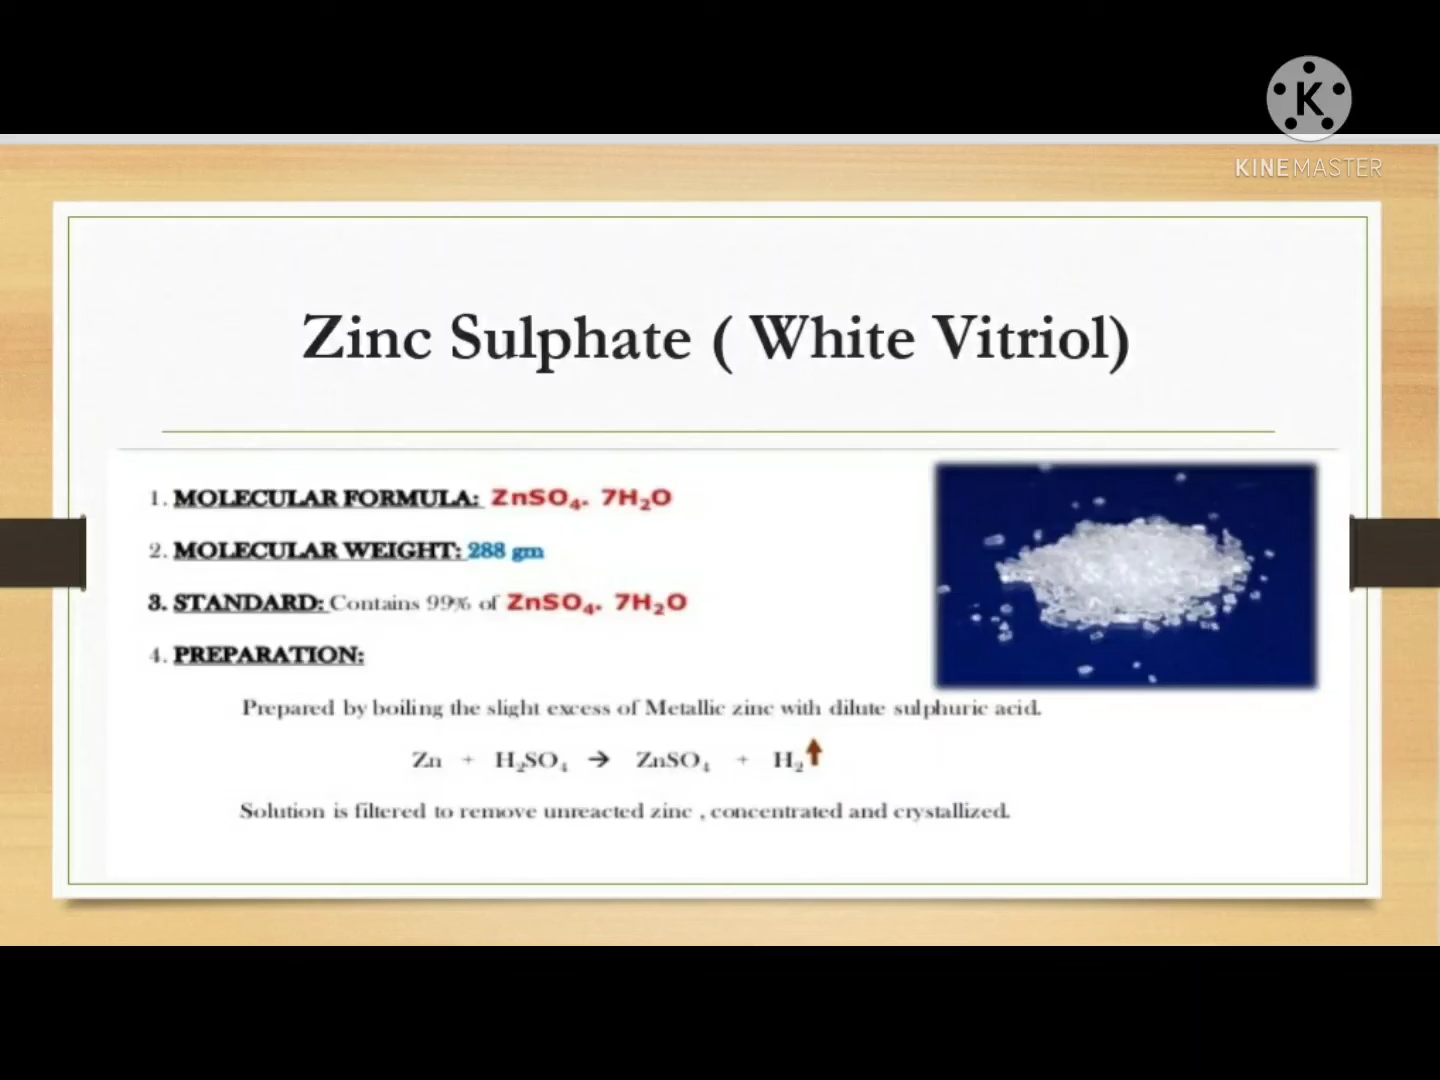 K
KINEMASTER
Zinc Sulphate ( White Vitriol)
1. MOLECULAR FORMULA: ZnSO₄. 7H₂O
2. MOLECULAR WEIGHT: 288 gm
3. STANDARD: Contains 99% of ZnSO₄. 7H₂O
4. PREPARATION:
Prepared by boiling the slight excess of Metallic zinc with dilute sulphuric acid.
Zn + H₂SO₄ → ZnSO₄ + H₂↑
Solution is filtered to remove unreacted zinc , concentrated and crystallized.